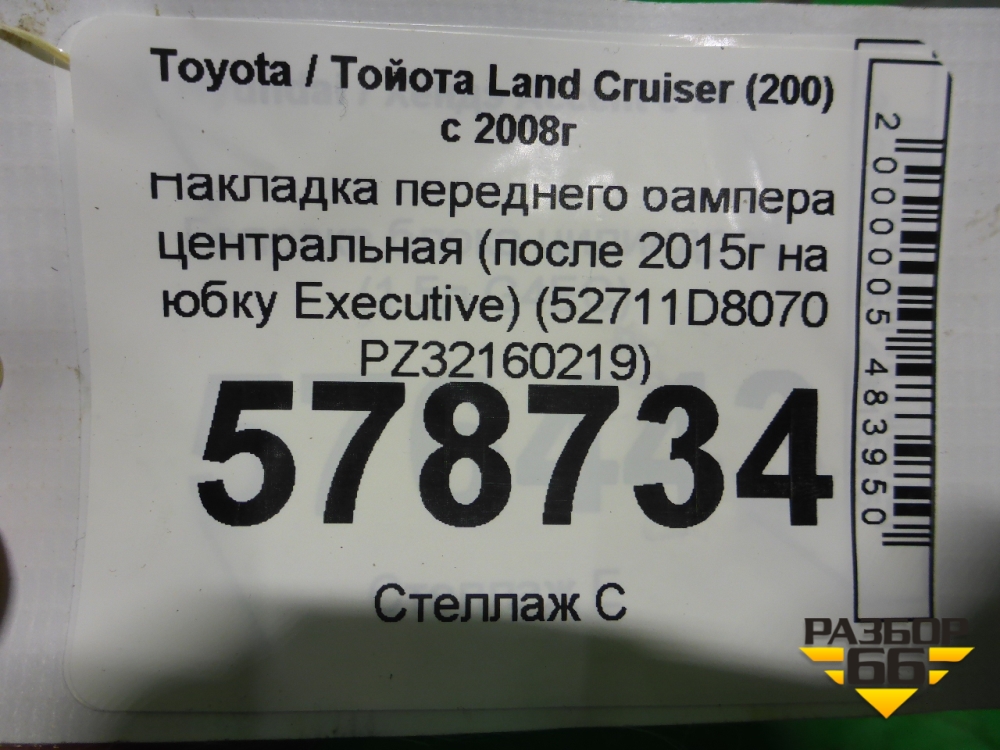 Toyota / Тойота Land Cruiser (200)
с 2008г
Накладка переднего бампера
центральная (после 2015г на
юбку Executive) (52711D8070
PZ32160219)
578734
Стеллаж С
2000005483950
РАЗБОР
66